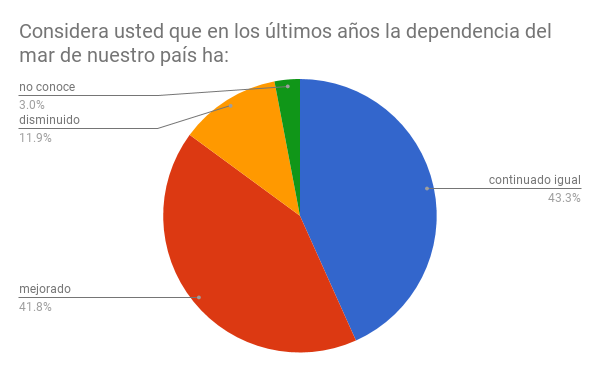 Considera usted que en los últimos años la dependencia del
mar de nuestro país ha:
no conoce
3.0%
disminuido
11.9%
continuado igual
43.3%
mejorado
41.8%